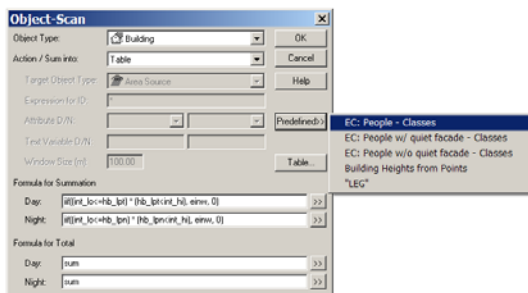 Object-Scan
Object Type: Building OK
Action / Sum into: Table Cancel
Target Object Type: Area Source Help
Expression for ID: *
Attribute D/N: Predefined>>
Text Variable D/N:
Window Size (m): 100,00 Table...
EC: People - Classes
EC: People w/ quiet facade - Classes
EC: People w/o quiet facade - Classes
Building Heights from Points
"LEG"
Formula for Summation
Day: iif((int_lo<=hb_lpt) * (hb_lpt<int_hi), einw, 0) >>
Night: iif((int_lo<=hb_lpn) * (hb_lpn<int_hi), einw, 0) >>
Formula for Total
Day: sum >>
Night: sum >>